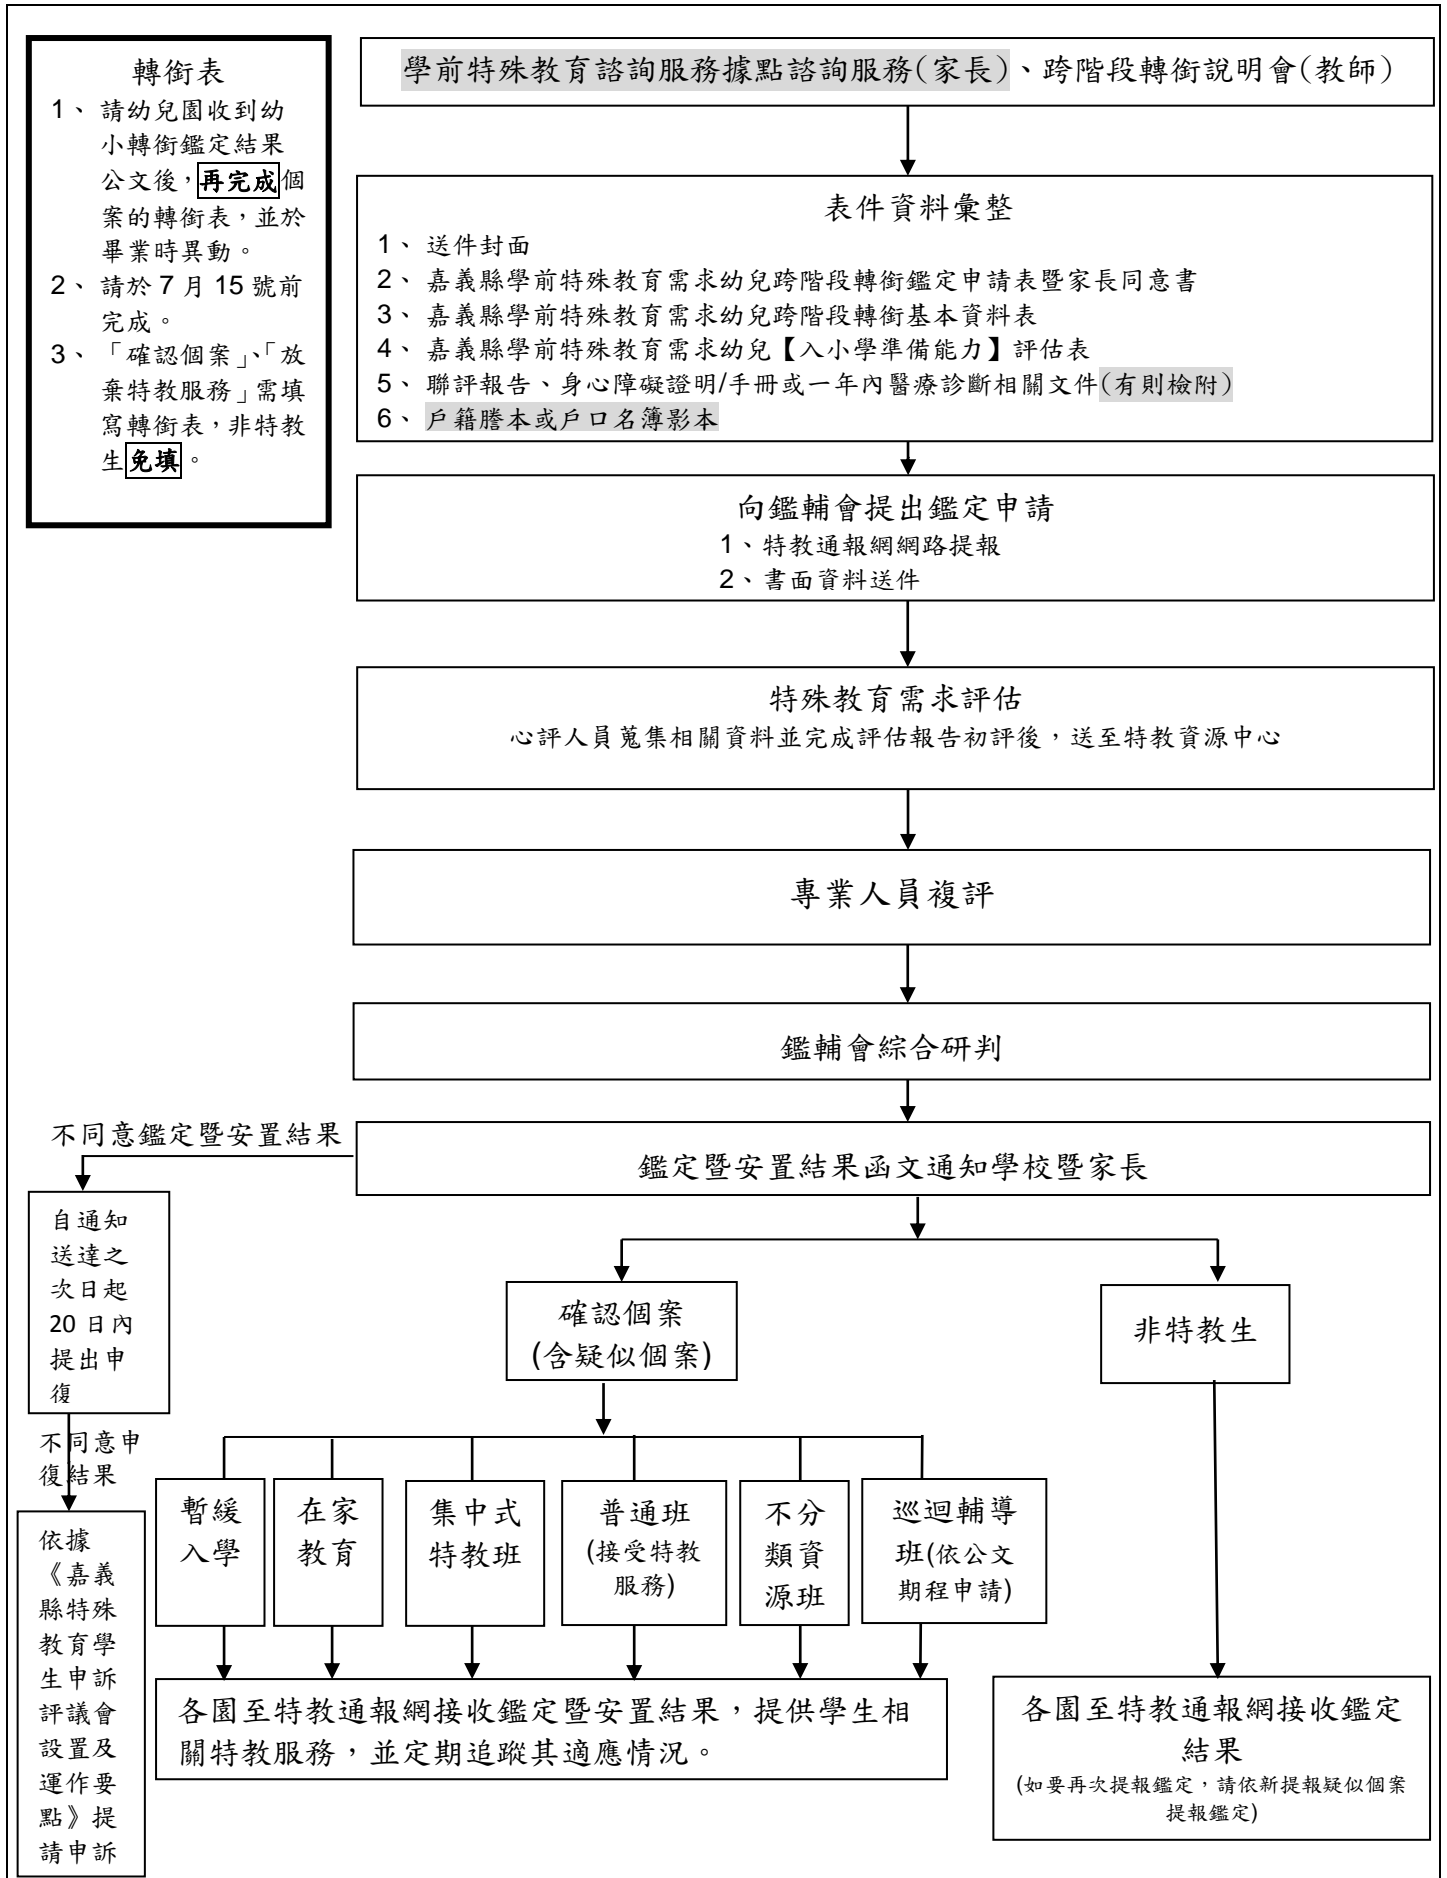 轉銜表
1、 請幼兒園收到幼
小轉銜鑑定結果
公文後，再完成個
案的轉銜表，並於
畢業時異動。
2、 請於 7 月 15 號前
完成。
3、 「確認個案」、「放
棄特教服務」需填
寫轉銜表，非特教
生免填。
學前特殊教育諮詢服務據點諮詢服務(家長)、跨階段轉銜說明會(教師)
表件資料彙整
1、 送件封面
2、 嘉義縣學前特殊教育需求幼兒跨階段轉銜鑑定申請表暨家長同意書
3、 嘉義縣學前特殊教育需求幼兒跨階段轉銜基本資料表
4、 嘉義縣學前特殊教育需求幼兒【入小學準備能力】評估表
5、 聯評報告、身心障礙證明/手冊或一年內醫療診斷相關文件(有則檢附)
6、 戶籍謄本或戶口名簿影本
向鑑輔會提出鑑定申請
1、特教通報網網路提報
2、書面資料送件
特殊教育需求評估
心評人員蒐集相關資料並完成評估報告初評後，送至特教資源中心
專業人員複評
鑑輔會綜合研判
不同意鑑定暨安置結果
鑑定暨安置結果函文通知學校暨家長
自通知
送達之
次日起
20 日內
提出申
復
不同意申
復結果
依據
《嘉義
縣特殊
教育學
生申訴
評議會
設置及
運作要
點》提
請申訴
確認個案
(含疑似個案)
非特教生
暫緩
入學
在家
教育
集中式
特教班
普通班
(接受特教
服務)
不分
類資
源班
巡迴輔導
班(依公文
期程申請)
各園至特教通報網接收鑑定暨安置結果，提供學生相
關特教服務，並定期追蹤其適應情況。
各園至特教通報網接收鑑定
結果
(如要再次提報鑑定，請依新提報疑似個案
提報鑑定)